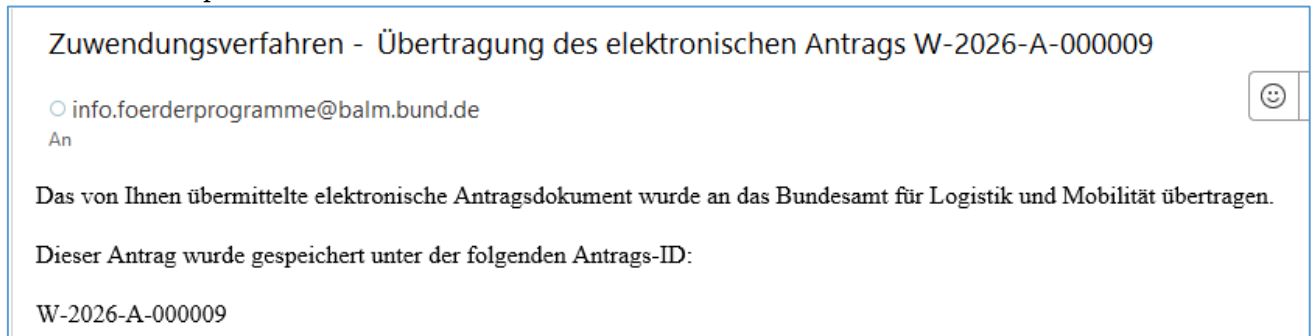 Zuwendungsverfahren - Übertragung des elektronischen Antrags W-2026-A-000009
info.foerderprogramme@balm.bund.de
An
Das von Ihnen übermittelte elektronische Antragsdokument wurde an das Bundesamt für Logistik und Mobilität übertragen.
Dieser Antrag wurde gespeichert unter der folgenden Antrags-ID:
W-2026-A-000009